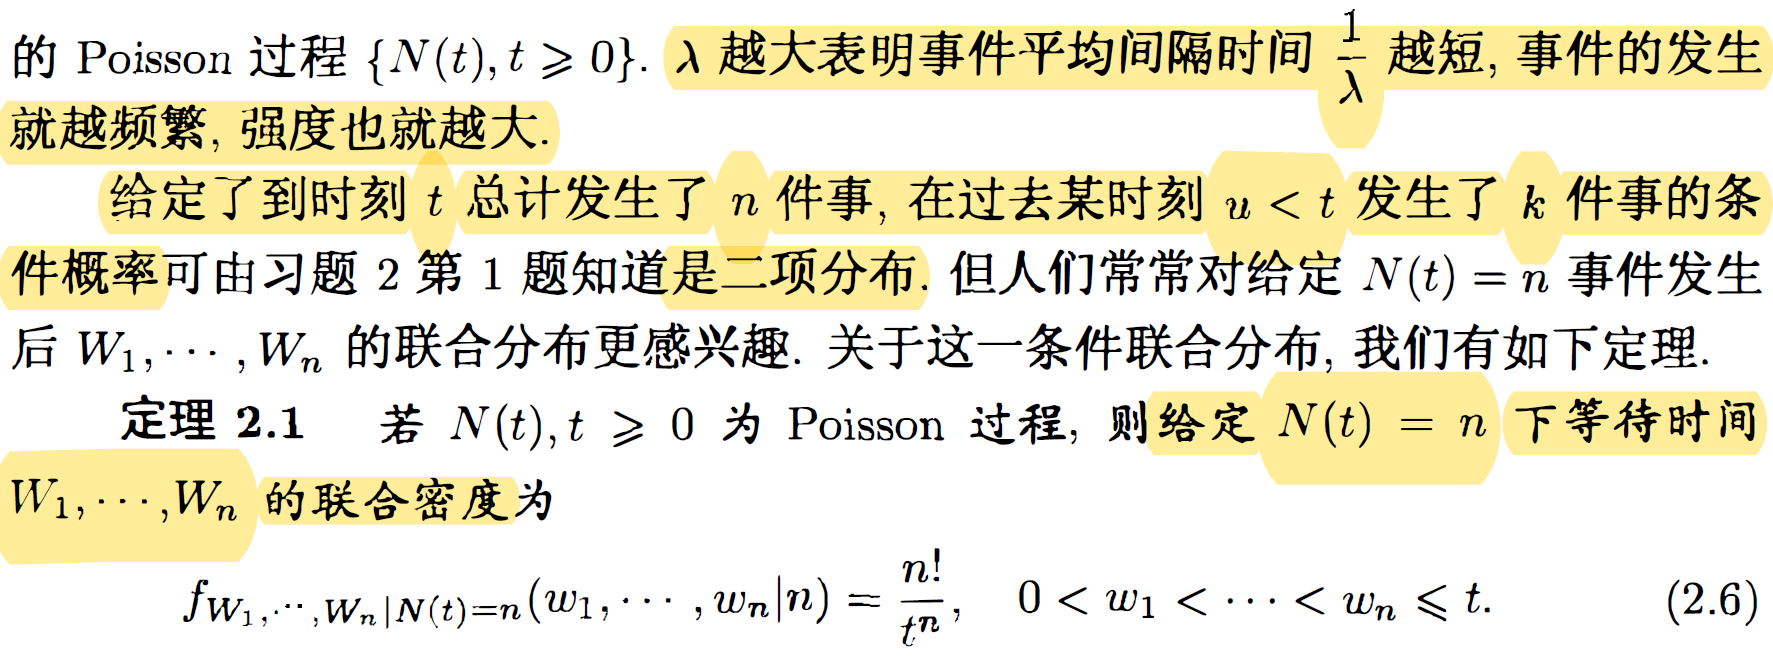 的 Poisson 过程 {N(t), t ⩾ 0}. λ 越大表明事件平均间隔时间 1/λ 越短, 事件的发生
就越频繁, 强度也就越大.
给定了到时刻 t 总计发生了 n 件事, 在过去某时刻 u < t 发生了 k 件事的条
件概率可由习题 2 第 1 题知道是二项分布. 但人们常常对给定 N(t) = n 事件发生
后 W₁, ⋯ , Wₙ 的联合分布更感兴趣. 关于这一条件联合分布, 我们有如下定理.
定理 2.1 若 N(t), t ⩾ 0 为 Poisson 过程, 则给定 N(t) = n 下等待时间
W₁, ⋯ ,Wₙ 的联合密度为
f_{W₁,⋯,Wₙ|N(t)=n}(w₁, ⋯ , wₙ|n) = n!/tⁿ, 0 < w₁ < ⋯ < wₙ ⩽ t. (2.6)